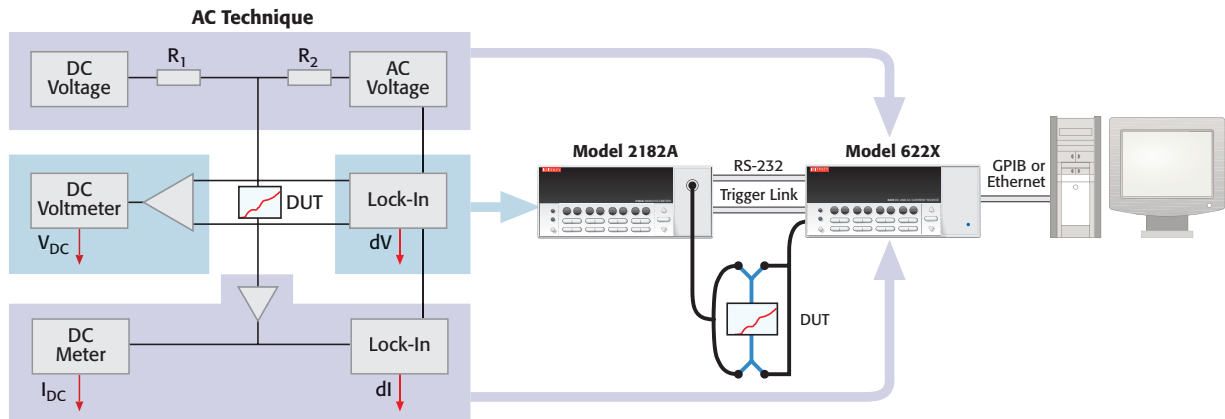 AC Technique
DC
Voltage
R1
R2
AC
Voltage
DC
Voltmeter
DUT
Lock-In
VDC
dV
DC
Meter
Lock-In
IDC
dI
Model 2182A
RS-232
Trigger Link
Model 622X
GPIB or
Ethernet
DUT